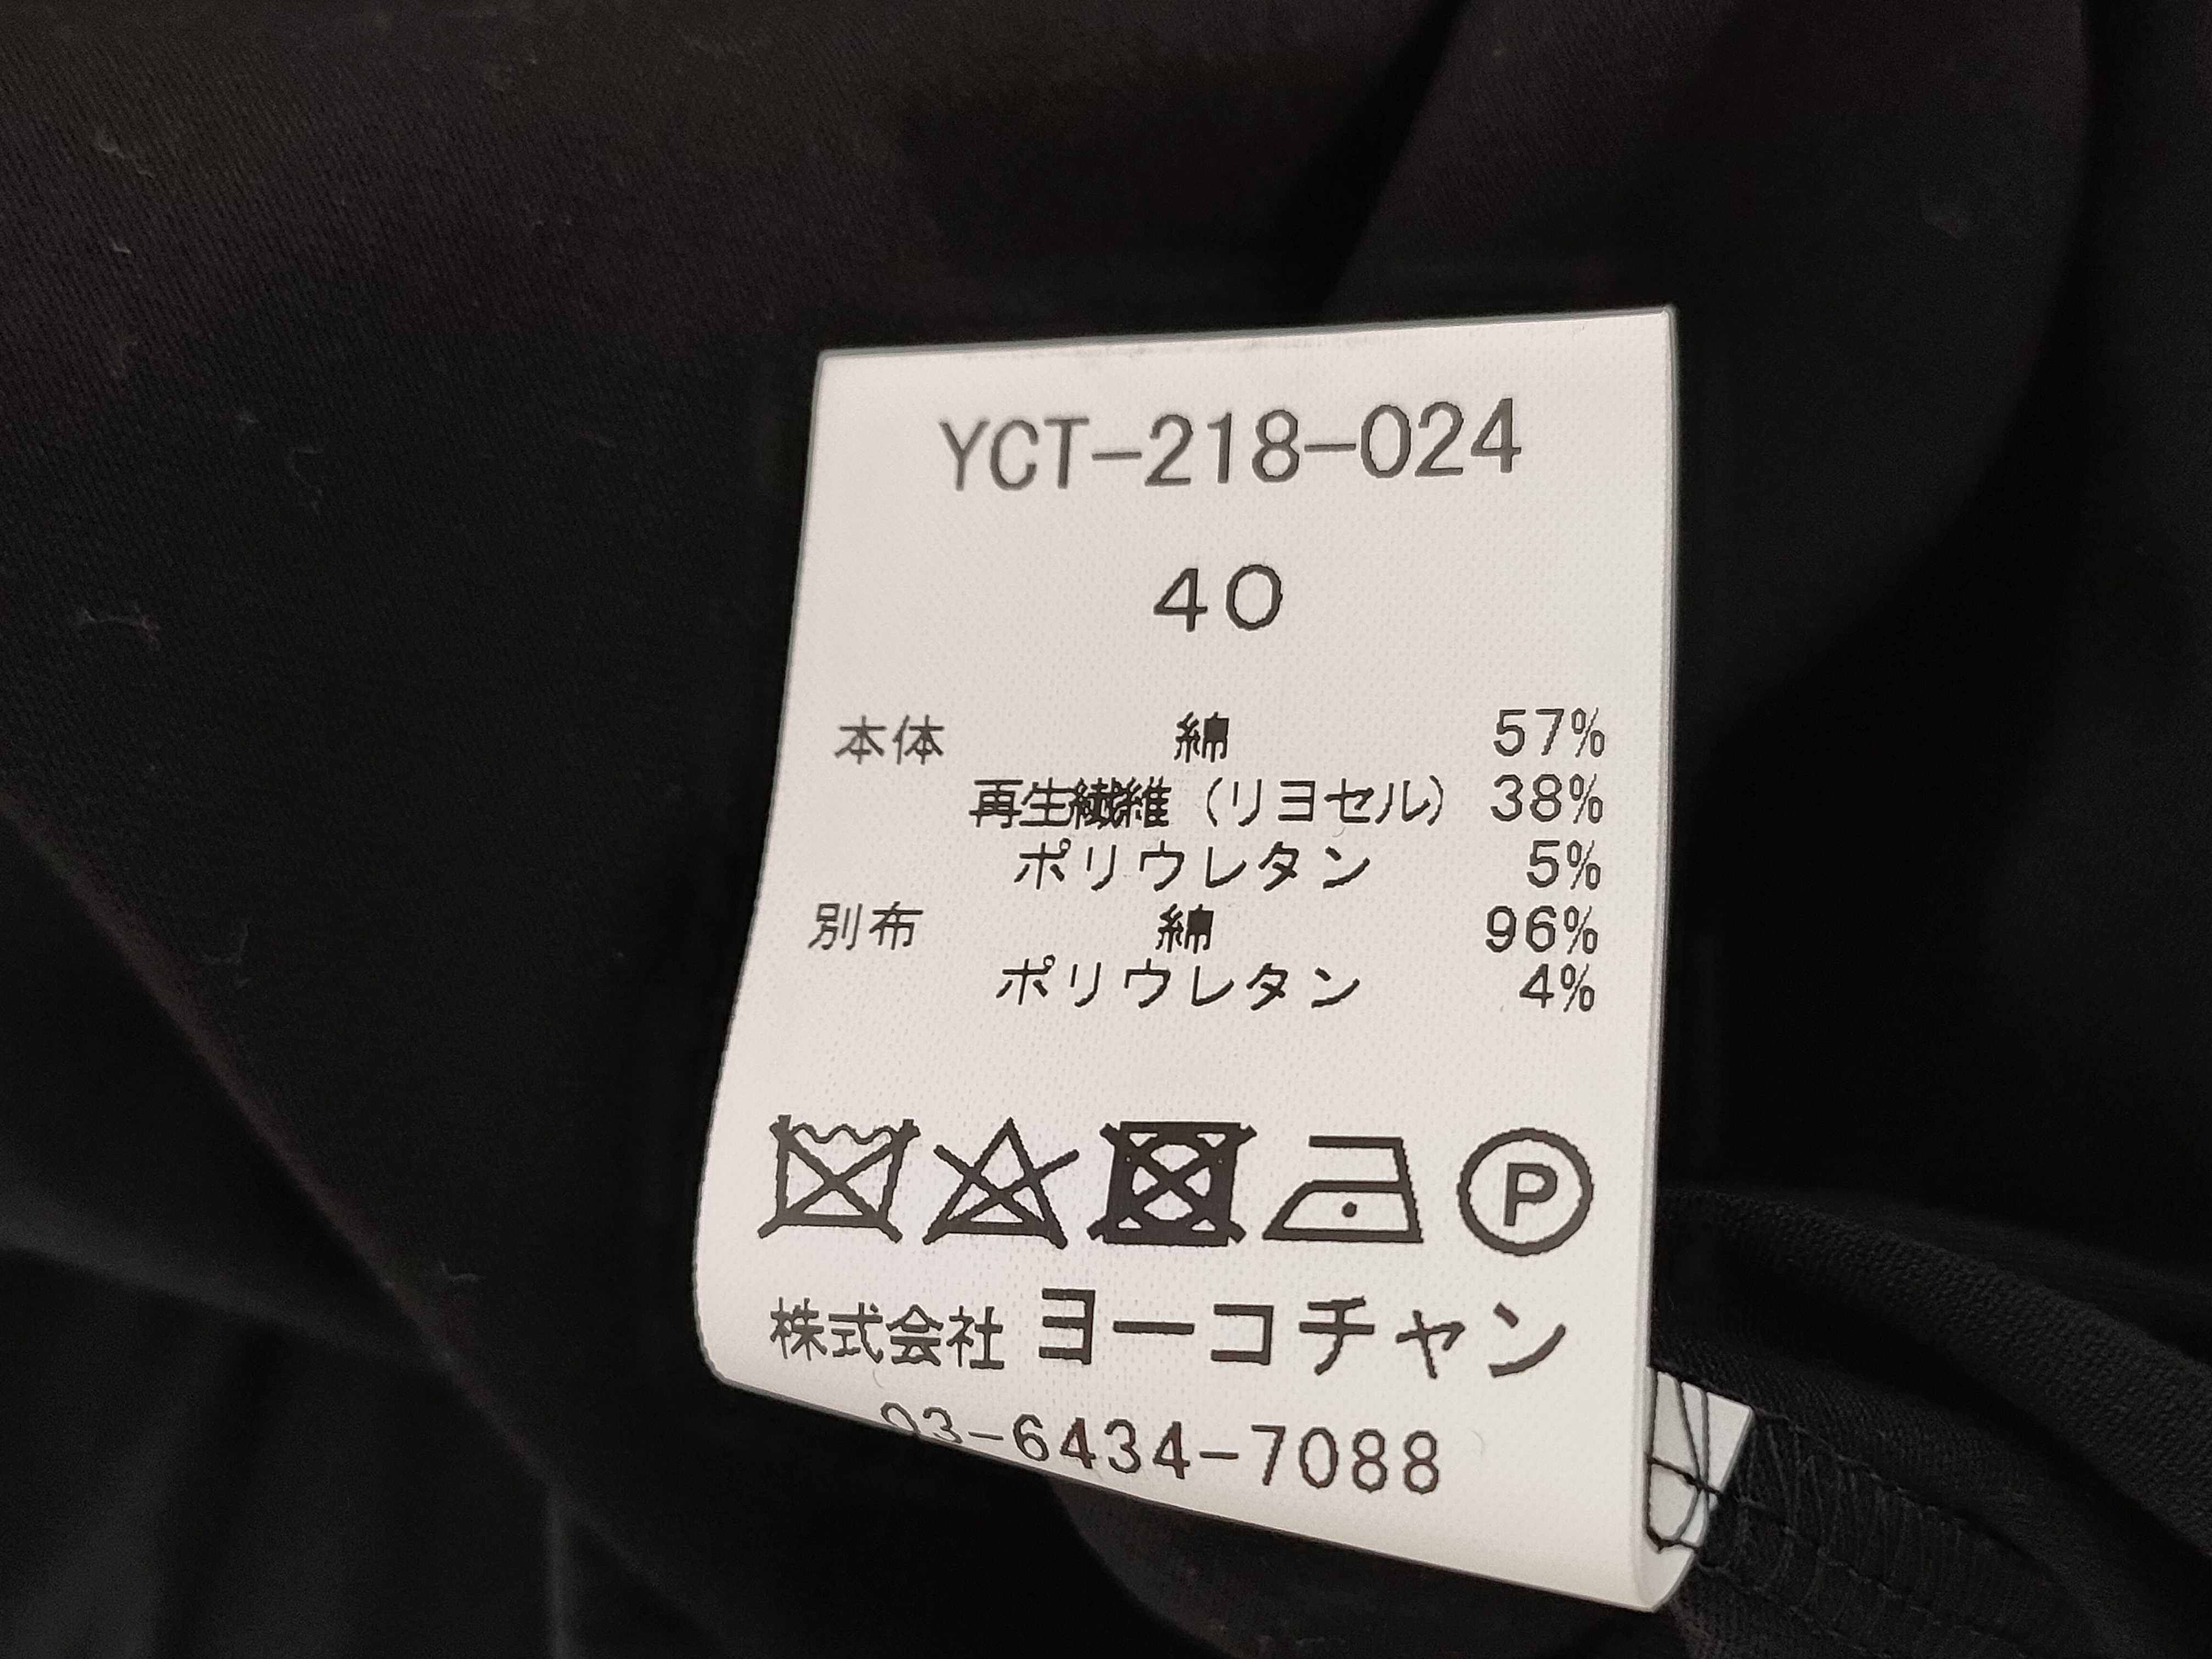 YCT-218-024
40
本体 綿 57%
再生繊維(リヨセル) 38%
ポリウレタン 5%
別布 綿 96%
ポリウレタン 4%
P
株式会社 ヨーコチャン
03-6434-7088